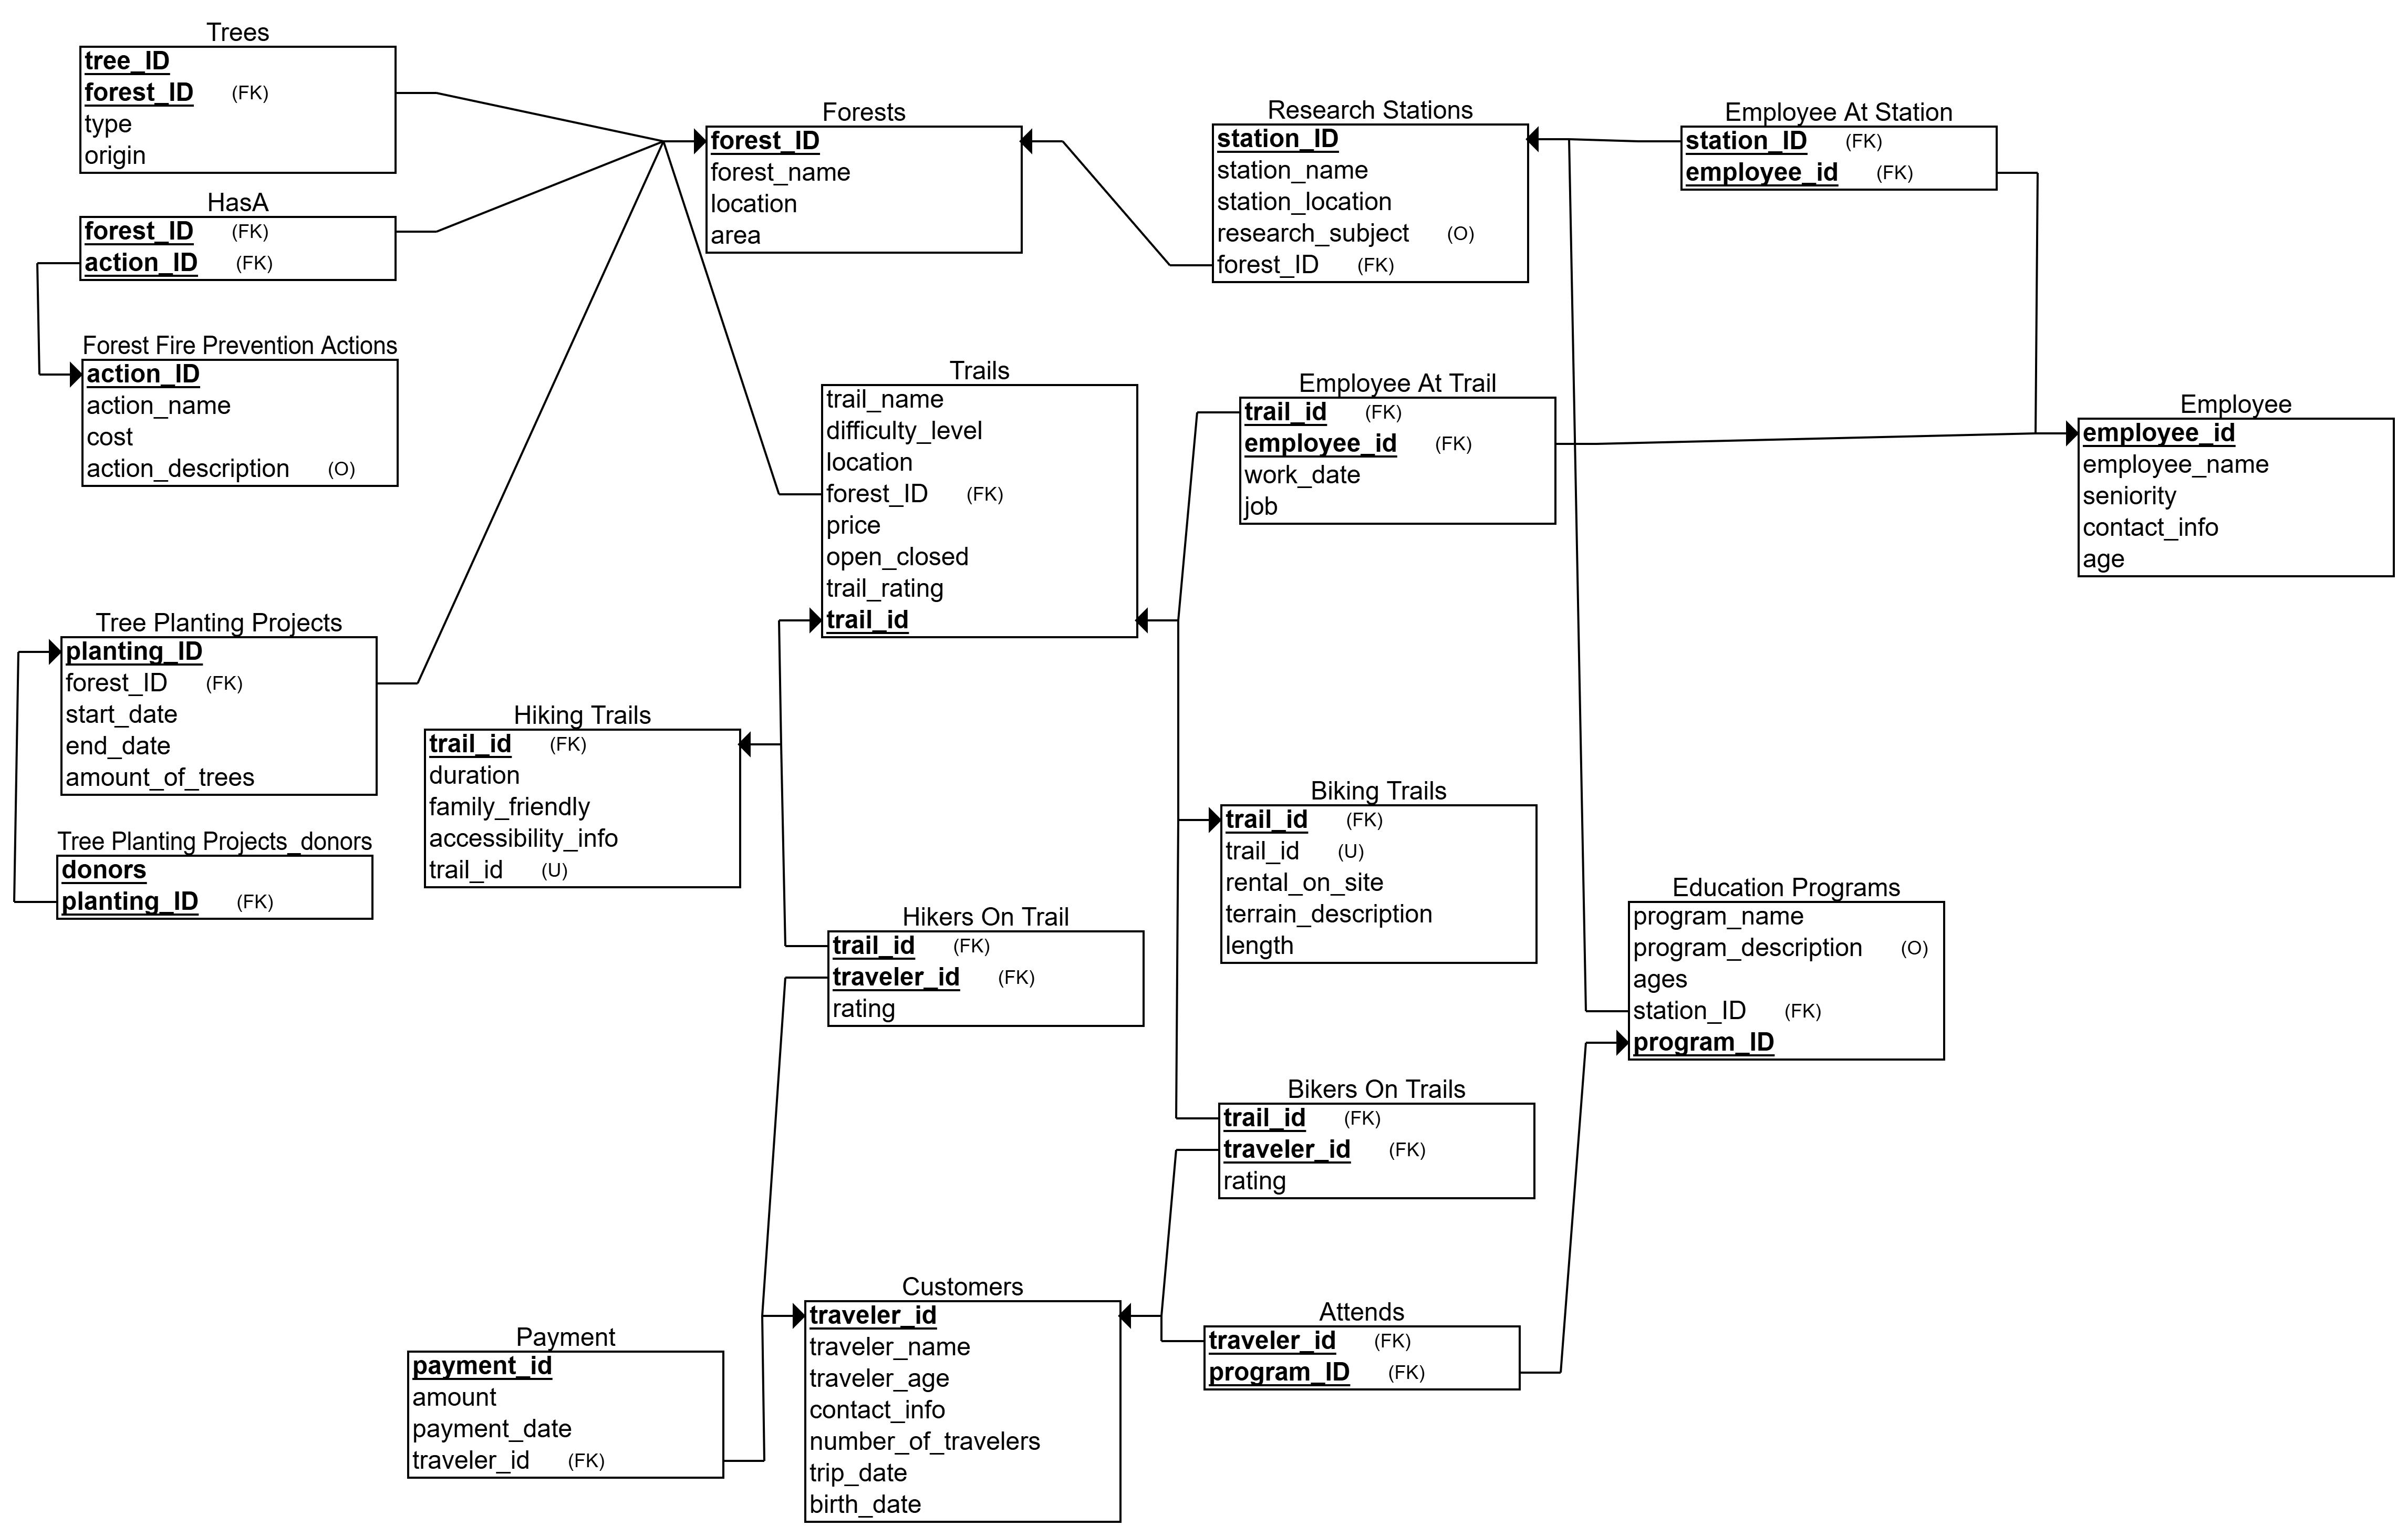 Trees
tree_ID
forest_ID (FK)
type
origin
HasA
forest_ID (FK)
action_ID (FK)
Forest Fire Prevention Actions
action_ID
action_name
cost
action_description (O)
Tree Planting Projects
planting_ID
forest_ID (FK)
start_date
end_date
amount_of_trees
Tree Planting Projects_donors
donors
planting_ID (FK)
Forests
forest_ID
forest_name
location
area
Research Stations
station_ID
station_name
station_location
research_subject (O)
forest_ID (FK)
Employee At Station
station_ID (FK)
employee_id (FK)
Trails
trail_name
difficulty_level
location
forest_ID (FK)
price
open_closed
trail_rating
trail_id
Employee At Trail
trail_id (FK)
employee_id (FK)
work_date
job
Employee
employee_id
employee_name
seniority
contact_info
age
Hiking Trails
trail_id (FK)
duration
family_friendly
accessibility_info
trail_id (U)
Biking Trails
trail_id (FK)
trail_id (U)
rental_on_site
terrain_description
length
Hikers On Trail
trail_id (FK)
traveler_id (FK)
rating
Education Programs
program_name
program_description (O)
ages
station_ID (FK)
program_ID
Bikers On Trails
trail_id (FK)
traveler_id (FK)
rating
Payment
payment_id
amount
payment_date
traveler_id (FK)
Customers
traveler_id
traveler_name
traveler_age
contact_info
number_of_travelers
trip_date
birth_date
Attends
traveler_id (FK)
program_ID (FK)